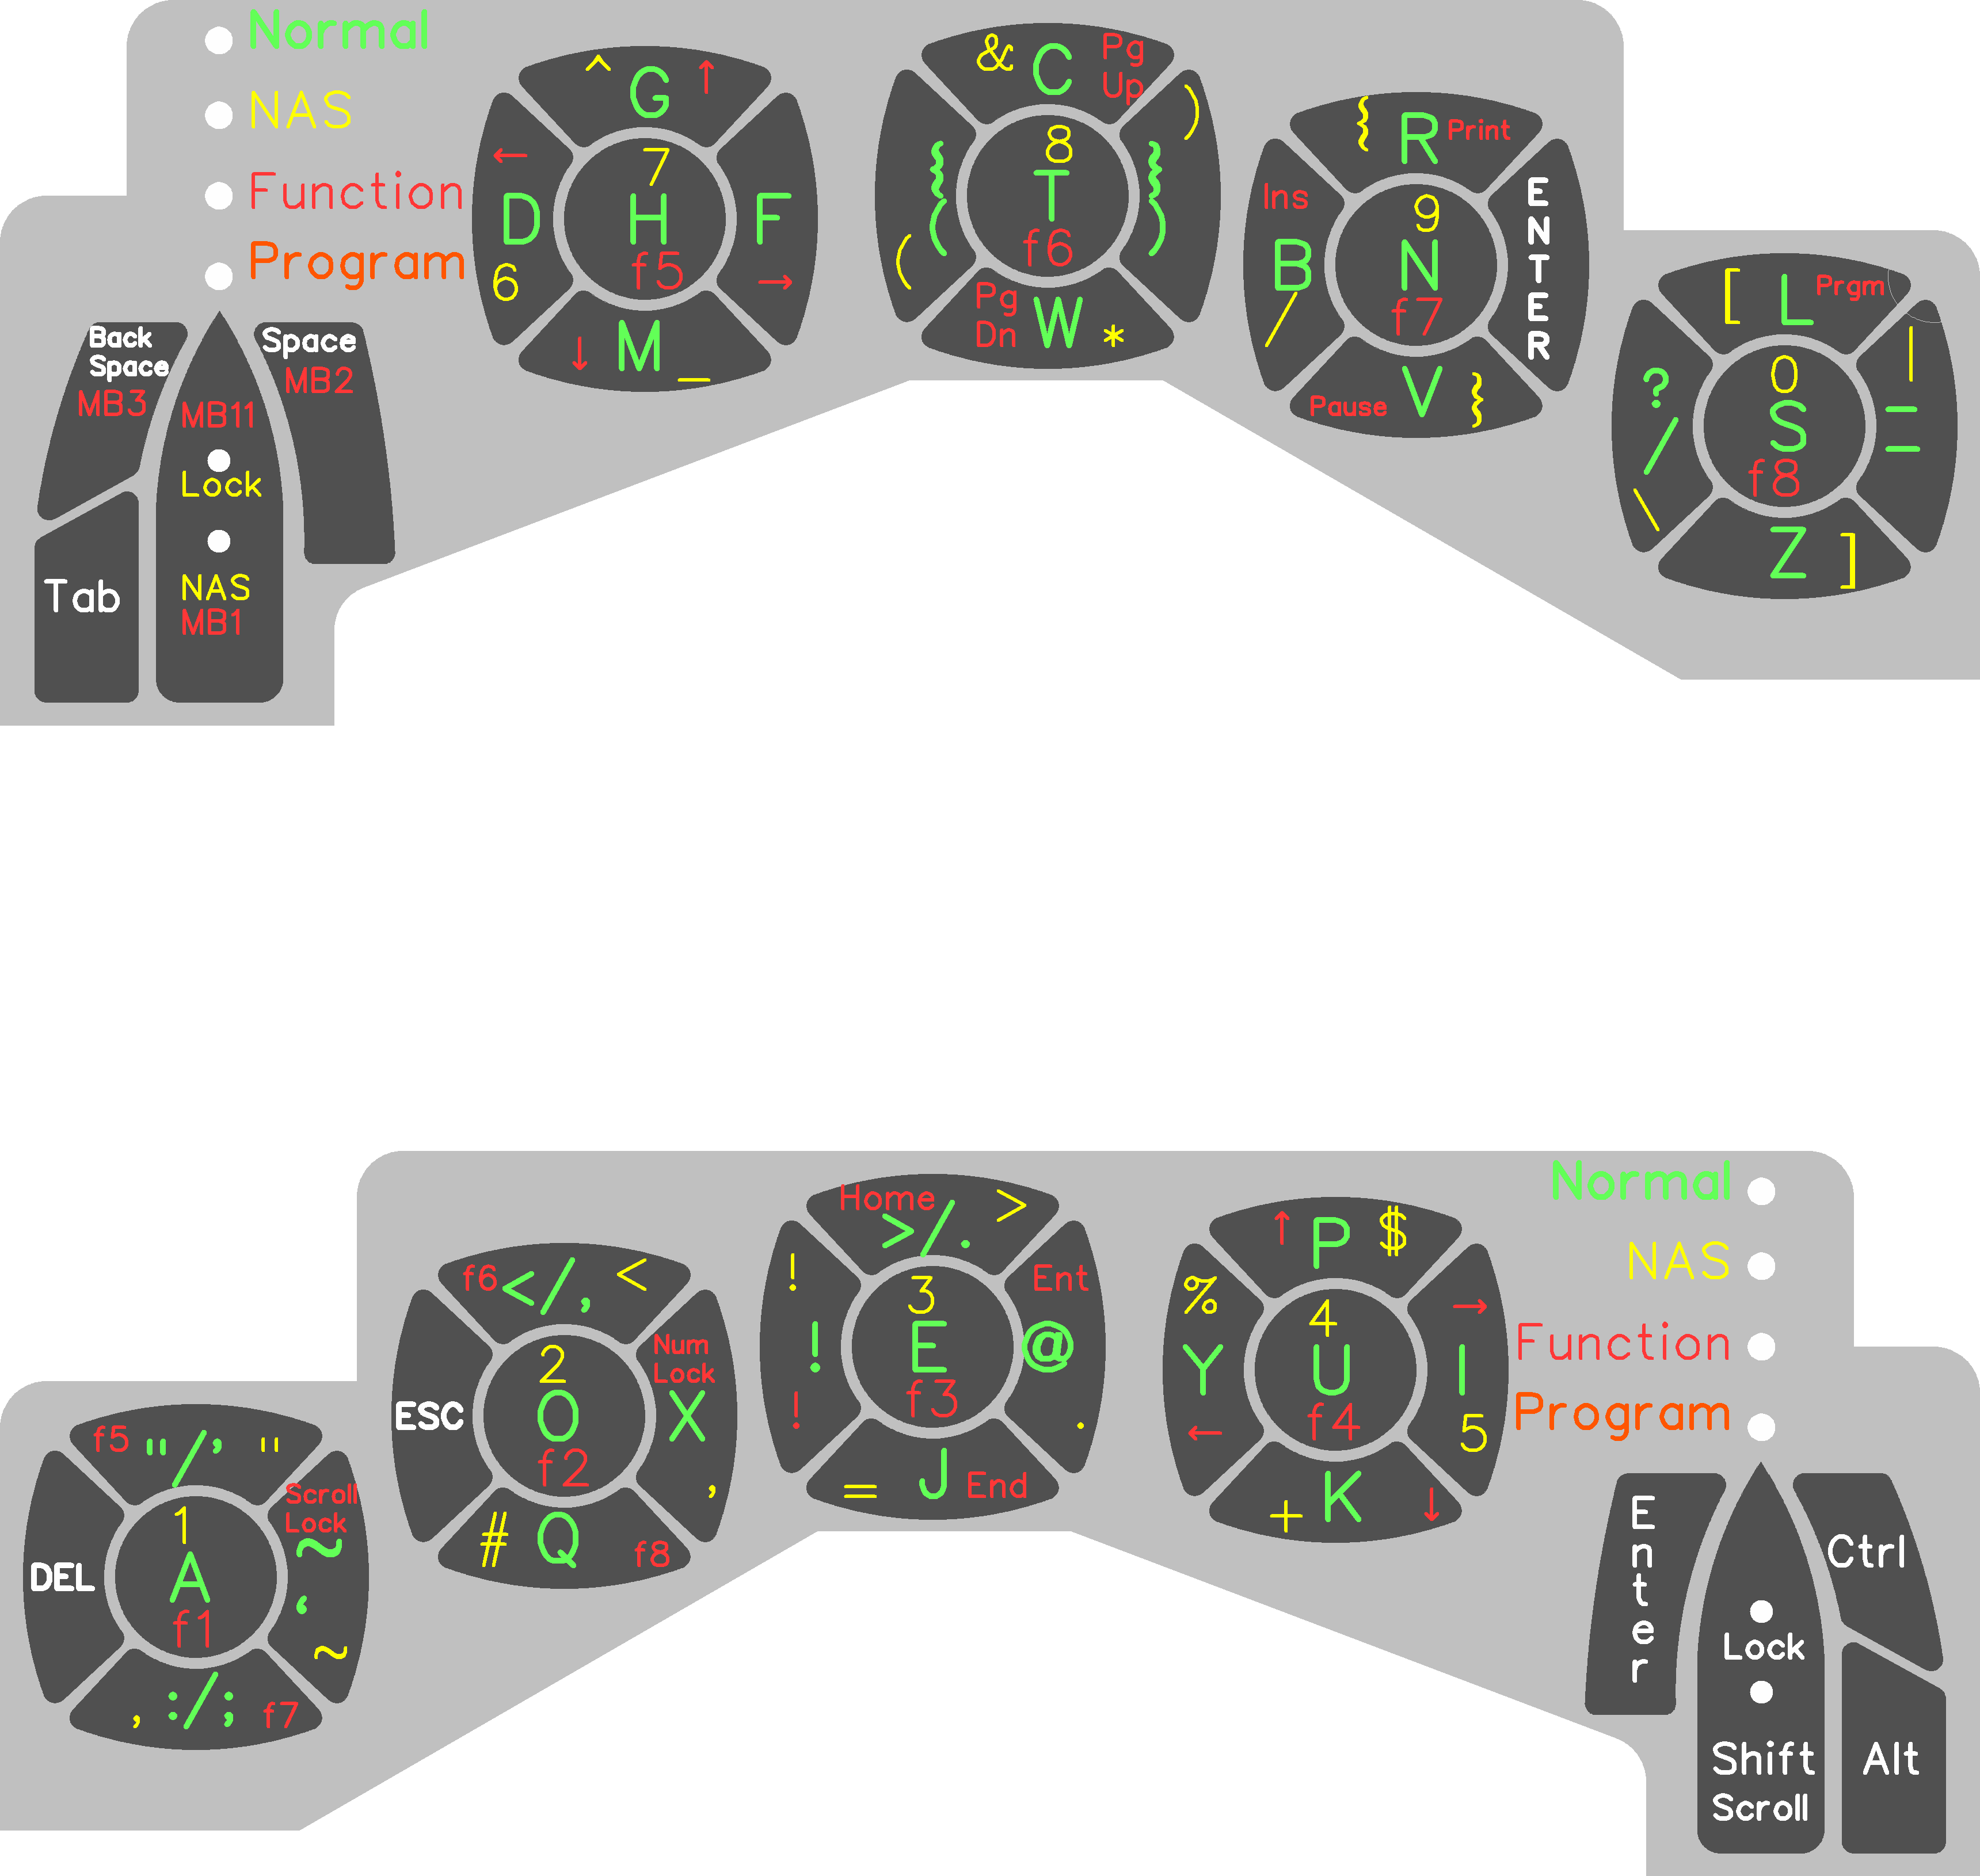 Normal
NAS
Function
Program
Back
Space
MB3
Space
MB2
MB11
Lock
NAS
MB1
Tab
^ G ↑
←
D
6
7
H
f5
F
→
↓ M _
& C Pg
Up
{
(
(
8
T
f6
)
}
)
Pg
Dn W *
{ R Print
Ins
B
/
9
N
f7
E
N
T
E
R
Pause V }
[ L Prgm
?
/
\
0
S
f8
|
=
Z ]
Normal
NAS
Function
Program
f5 "/' "
DEL
1
A
f1
Scroll
Lock
~
‘
~
, :/; f7
f6 </, <
ESC
2
O
f2
Num
Lock
X
,
# Q f8
Home >/. >
!
!
!
3
E
f3
Ent
@
.
= J End
↑ P $
%
Y
←
4
U
f4
→
I
5
+ K ↓
E
n
t
e
r
Lock
Shift
Scroll
Ctrl
Alt